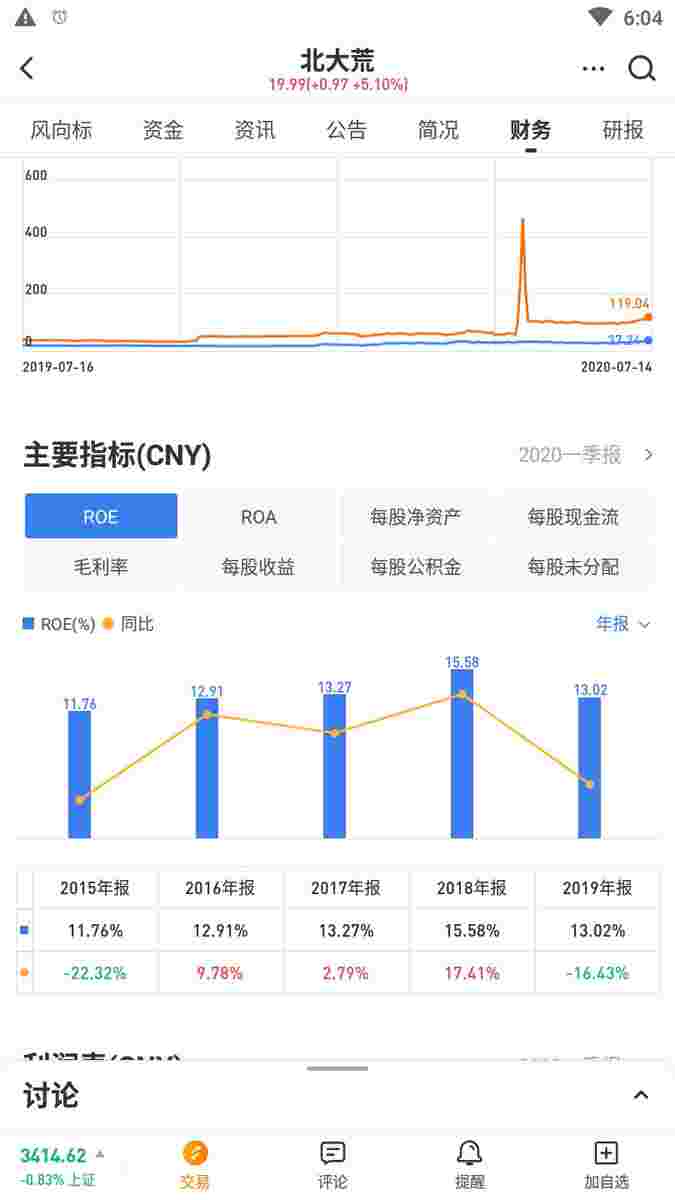 6:04
北大荒
19.99(+0.97 +5.10%)
风向标 资金 资讯 公告 简况 财务 研报
600
400
200
119.04
37.24
0
2019-07-16 2020-07-14
主要指标(CNY) 2020一季报
ROE ROA 每股净资产 每股现金流
毛利率 每股收益 每股公积金 每股未分配
ROE(%) 同比 年报
11.76 12.91 13.27 15.58 13.02
2015年报 2016年报 2017年报 2018年报 2019年报
11.76% 12.91% 13.27% 15.58% 13.02%
-22.32% 9.78% 2.79% 17.41% -16.43%
利润表(CNY)
讨论
3414.62
-0.83% 上证
交易 评论 提醒 加自选